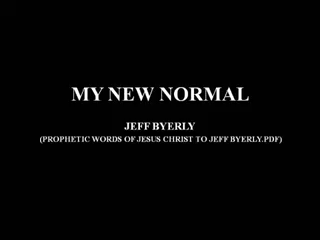 MY NEW NORMAL
JEFF BYERLY
(PROPHETIC WORDS OF JESUS CHRIST TO JEFF BYERLY.PDF)